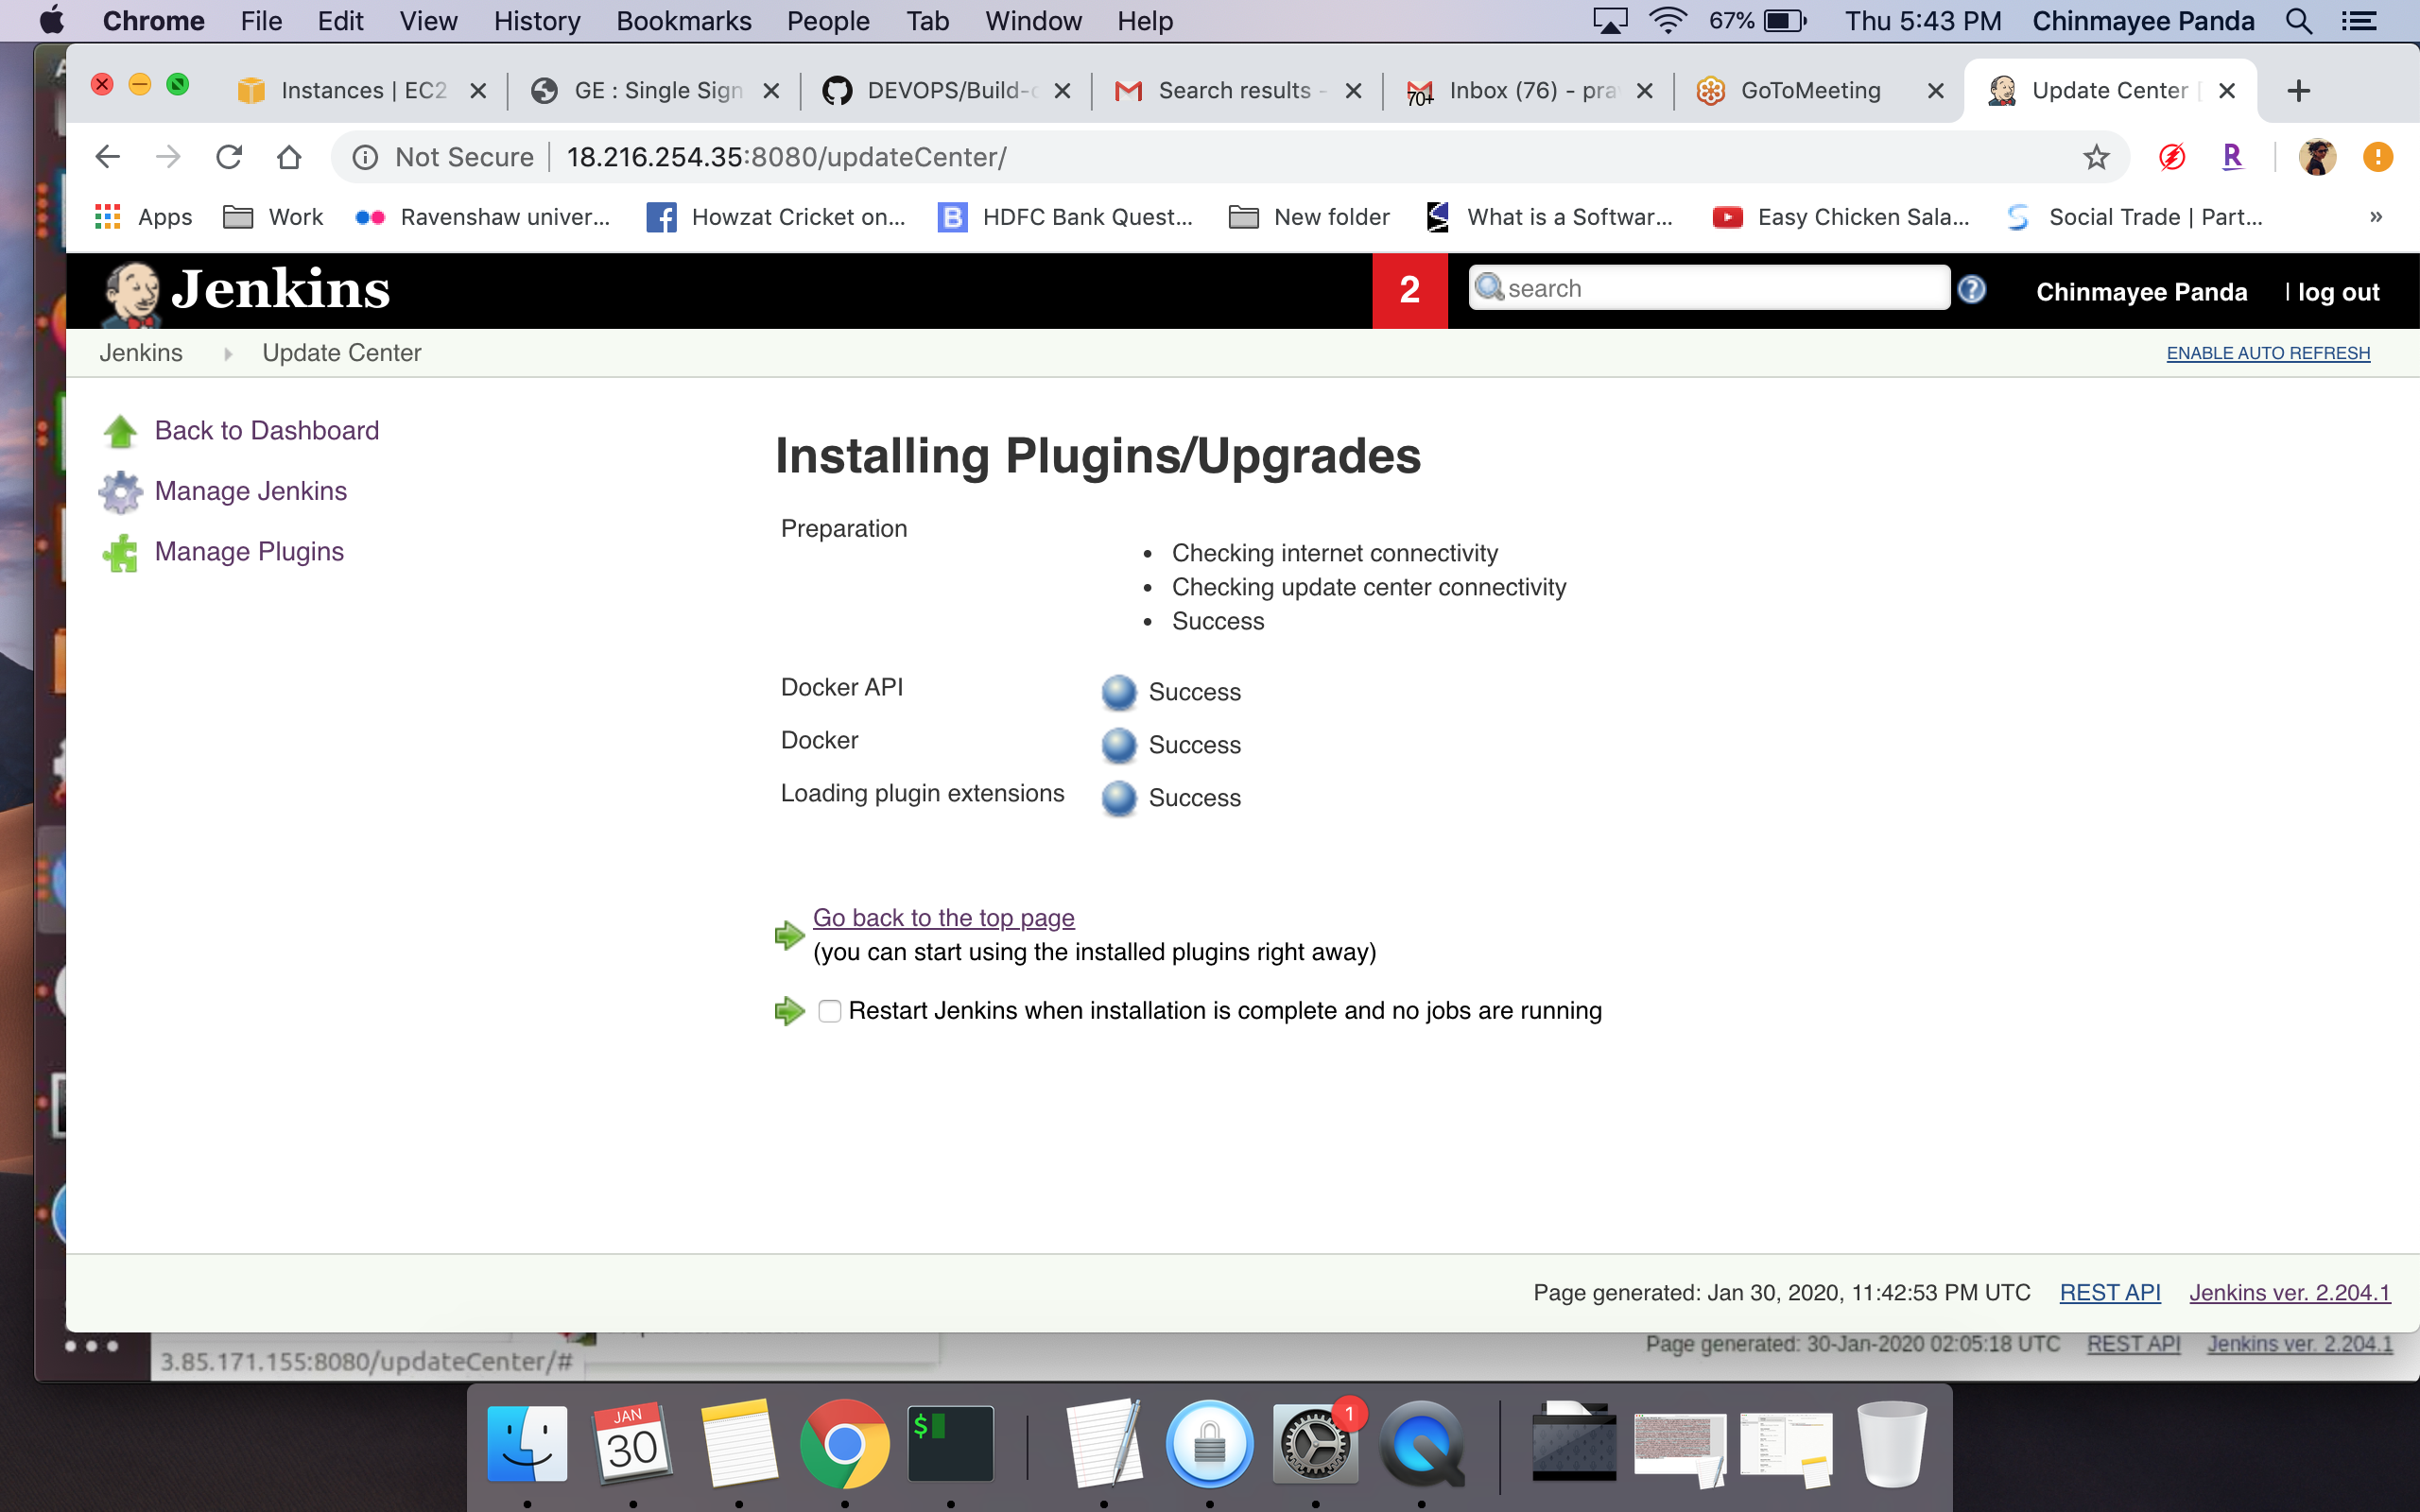 Chrome File Edit View History Bookmarks People Tab Window Help 67% Thu 5:43 PM Chinmayee Panda
Instances | EC2 GE : Single Sign DEVOPS/Build- Search results - 70+ Inbox (76) - pra GoToMeeting Update Center
Not Secure 18.216.254.35:8080/updateCenter/ R
Apps Work Ravenshaw univer... Howzat Cricket on... B HDFC Bank Quest... New folder What is a Softwar... Easy Chicken Sala... Social Trade | Part... »
Jenkins 2 search ? Chinmayee Panda | log out
Jenkins Update Center ENABLE AUTO REFRESH
Back to Dashboard
Manage Jenkins
Manage Plugins
Installing Plugins/Upgrades
Preparation
• Checking internet connectivity
• Checking update center connectivity
• Success
Docker API Success
Docker Success
Loading plugin extensions Success
Go back to the top page
(you can start using the installed plugins right away)
Restart Jenkins when installation is complete and no jobs are running
Page generated: Jan 30, 2020, 11:42:53 PM UTC REST API Jenkins ver. 2.204.1
Page generated: 30-Jan-2020 02:05:18 UTC REST API Jenkins ver. 2.204.1
3.85.171.155:8080/updateCenter/#
JAN
30
$
1